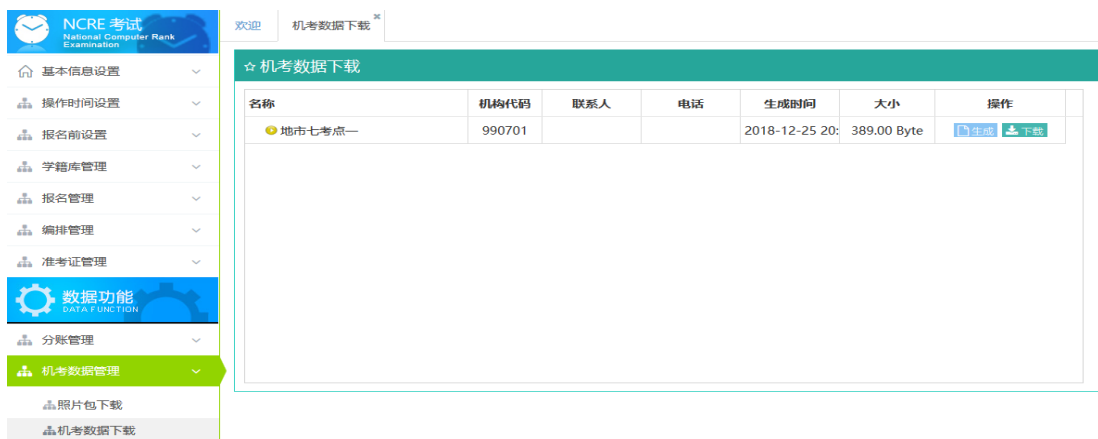 NCRE 考试
National Computer Rank
Examination
基本信息设置
操作时间设置
报名前设置
学籍库管理
报名管理
编排管理
准考证管理
数据功能
DATA FUNCTION
分账管理
机考数据管理
照片包下载
机考数据下载
欢迎 机考数据下载
机考数据下载
名称 机构代码 联系人 电话 生成时间 大小 操作
地市七考点一 990701 2018-12-25 20: 389.00 Byte 生成 下载